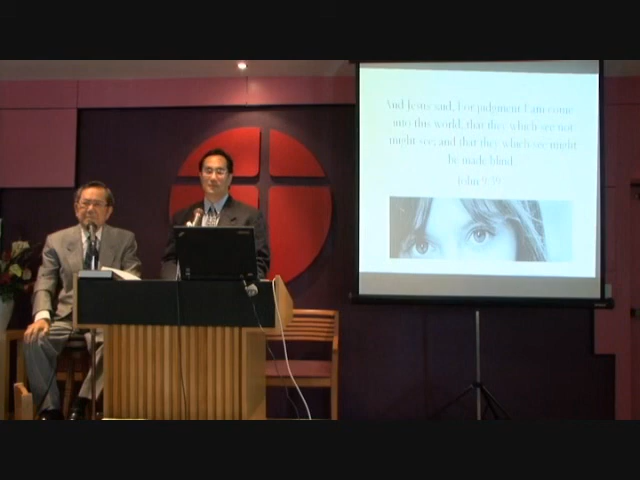 And Jesus said, For judgment I am come
into this world, that they which see not
might see; and that they which see might
be made blind.
John 9:39